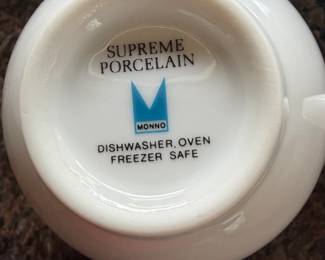 SUPREME
PORCELAIN
MONNO
DISHWASHER, OVEN
FREEZER SAFE